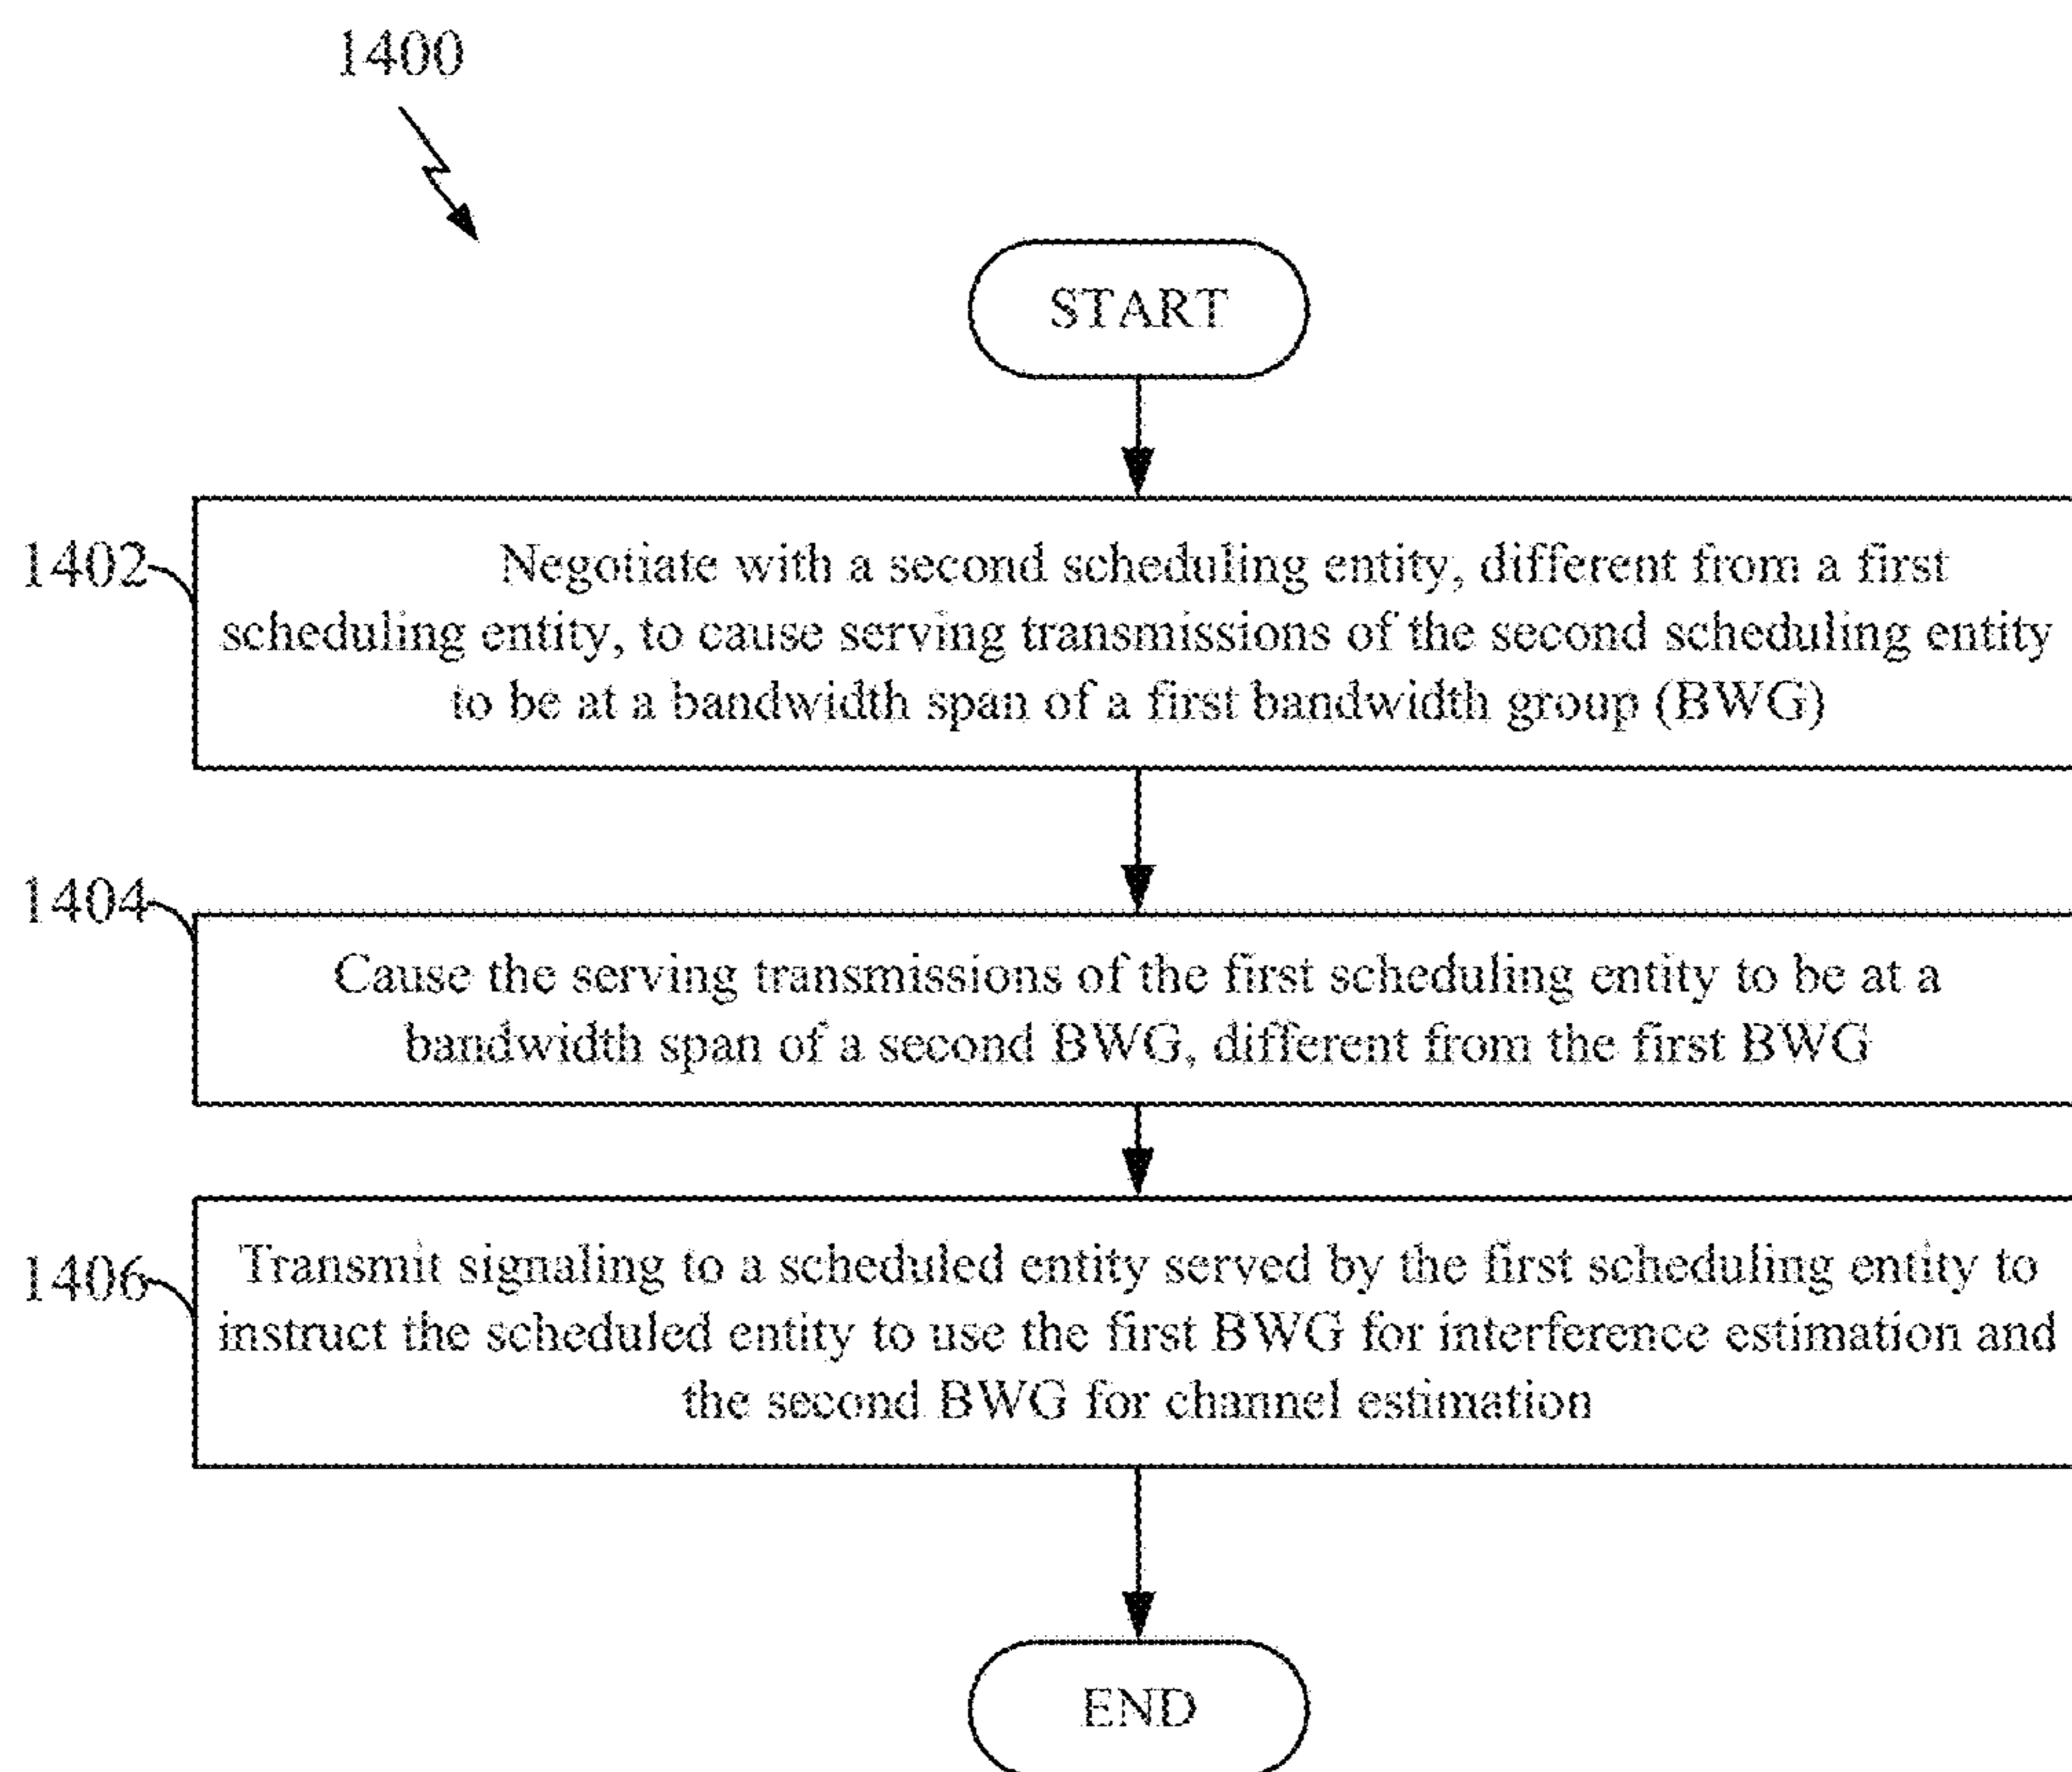 1400
START
1402
Negotiate with a second scheduling entity, different from a first
scheduling entity, to cause serving transmissions of the second scheduling entity
to be at a bandwidth span of a first bandwidth group (BWG)
1404
Cause the serving transmissions of the first scheduling entity to be at a
bandwidth span of a second BWG, different from the first BWG
1406
Transmit signaling to a scheduled entity served by the first scheduling entity to
instruct the scheduled entity to use the first BWG for interference estimation and
the second BWG for channel estimation
END